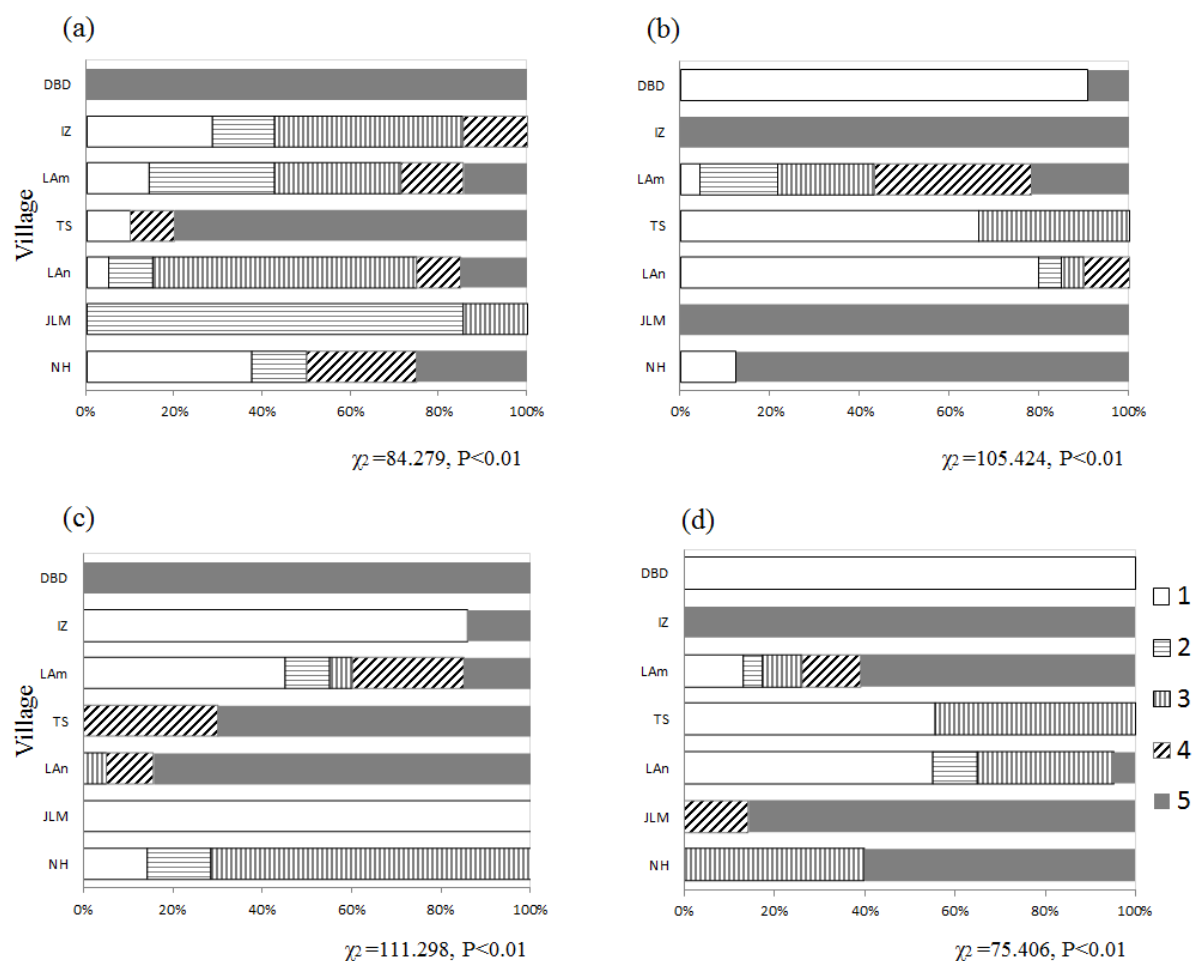 (a)
Village
DBD
IZ
LAm
TS
LAn
JLM
NH
0% 20% 40% 60% 80% 100%
χ2=84.279, P<0.01
(b)
DBD
IZ
LAm
TS
LAn
JLM
NH
0% 20% 40% 60% 80% 100%
χ2=105.424, P<0.01
(c)
Village
DBD
IZ
LAm
TS
LAn
JLM
NH
0% 20% 40% 60% 80% 100%
χ2=111.298, P<0.01
(d)
DBD
IZ
LAm
TS
LAn
JLM
NH
0% 20% 40% 60% 80% 100%
χ2=75.406, P<0.01
1
2
3
4
5